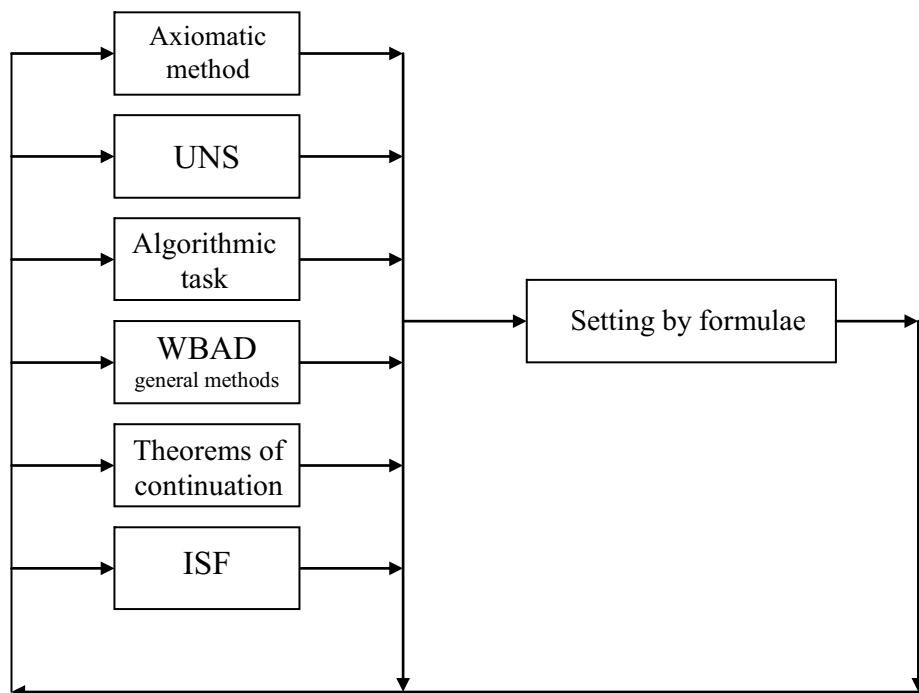 Axiomatic
method
UNS
Algorithmic
task
WBAD
general methods
Theorems of
continuation
ISF
Setting by formulae